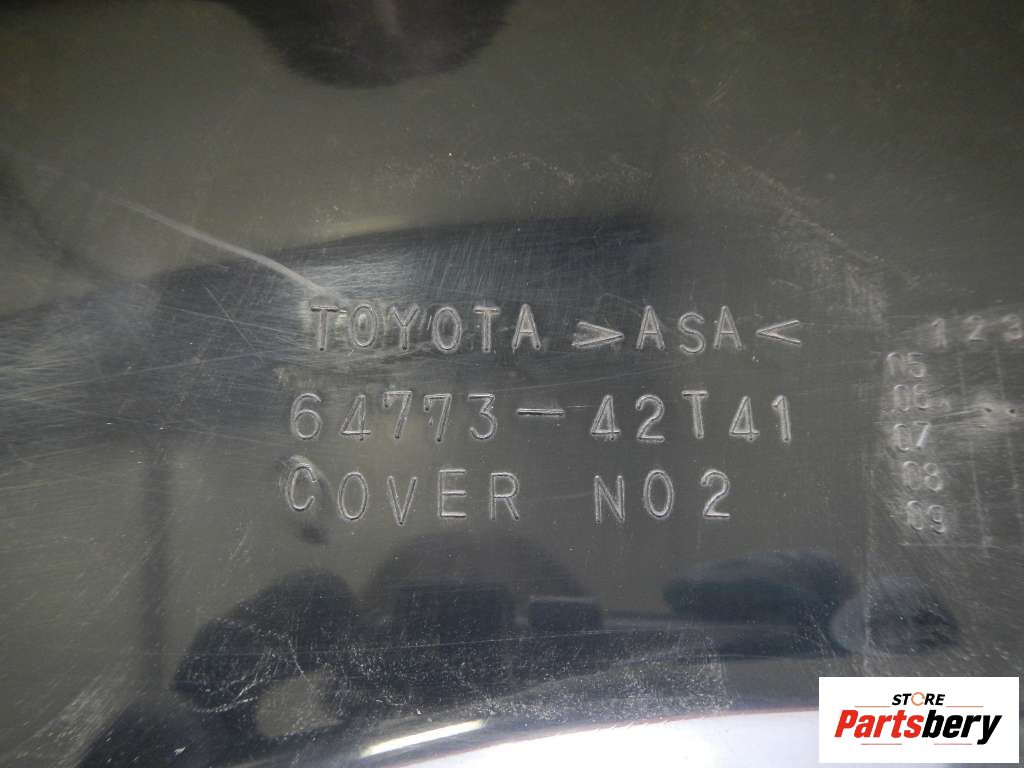 TOYOTA >ASA<
64773-42T41
COVER NO2
1 2 3
05
06
07
08
09
STORE
Partsbery